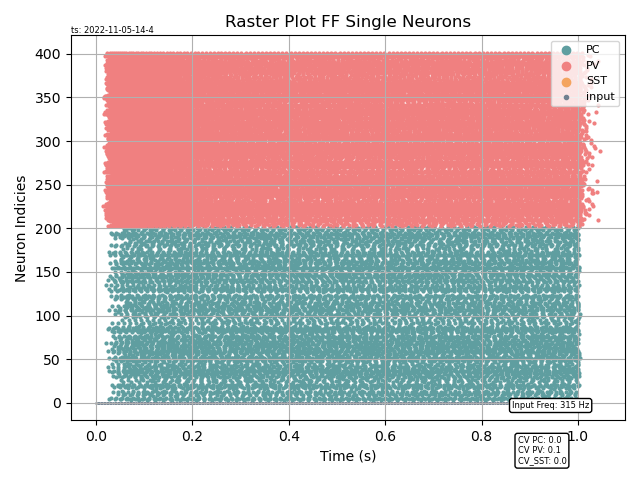 Raster Plot FF Single Neurons
ts: 2022-11-05-14-4
PC
PV
SST
input
Neuron Indicies
400
350
300
250
200
150
100
50
0
Input Freq: 315 Hz
0.0 0.2 0.4 0.6 0.8 1.0
Time (s)
CV PC: 0.0
CV PV: 0.1
CV_SST: 0.0